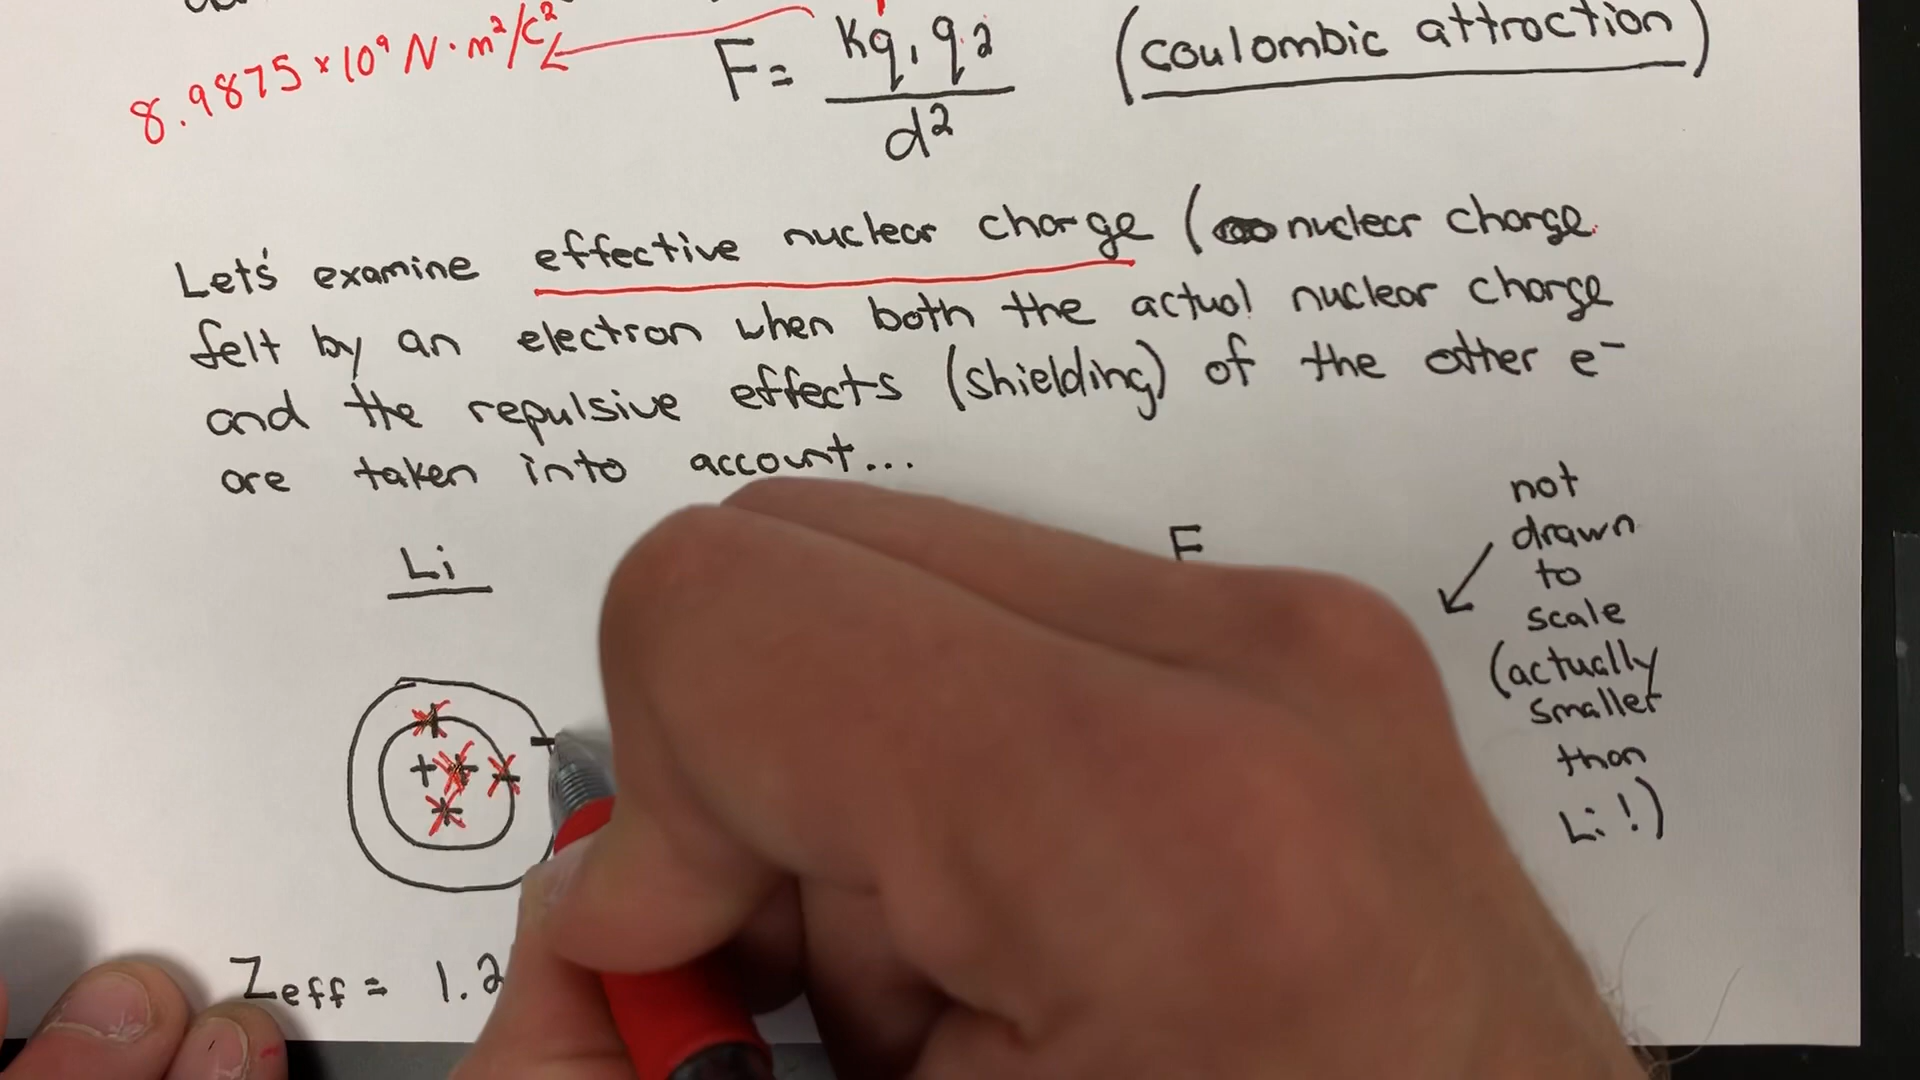 8.9875 × 10⁹ N·m²/C²
F = kq₁q₂
d²
(coulombic attraction)
Let's examine effective nuclear charge (nuclear charge
felt by an electron when both the actual nuclear charge
and the repulsive effects (shielding) of the other e⁻
are taken into account...
Li
F
not
drawn
to
scale
(actually
smaller
than
Li!)
+
Zeff = 1.2